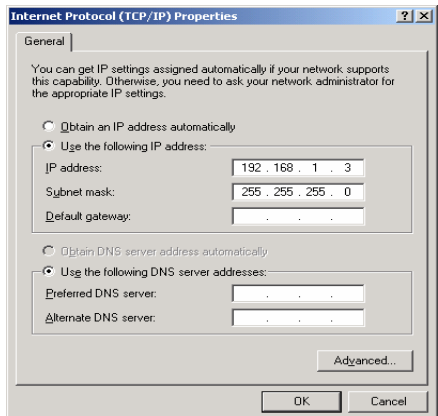 Internet Protocol (TCP/IP) Properties
General
You can get IP settings assigned automatically if your network supports
this capability. Otherwise, you need to ask your network administrator for
the appropriate IP settings.
Obtain an IP address automatically
Use the following IP address:
IP address: 192 . 168 . 1 . 3
Subnet mask: 255 . 255 . 255 . 0
Default gateway: . . .
Obtain DNS server address automatically
Use the following DNS server addresses:
Preferred DNS server: . . .
Alternate DNS server: . . .
Advanced...
OK Cancel